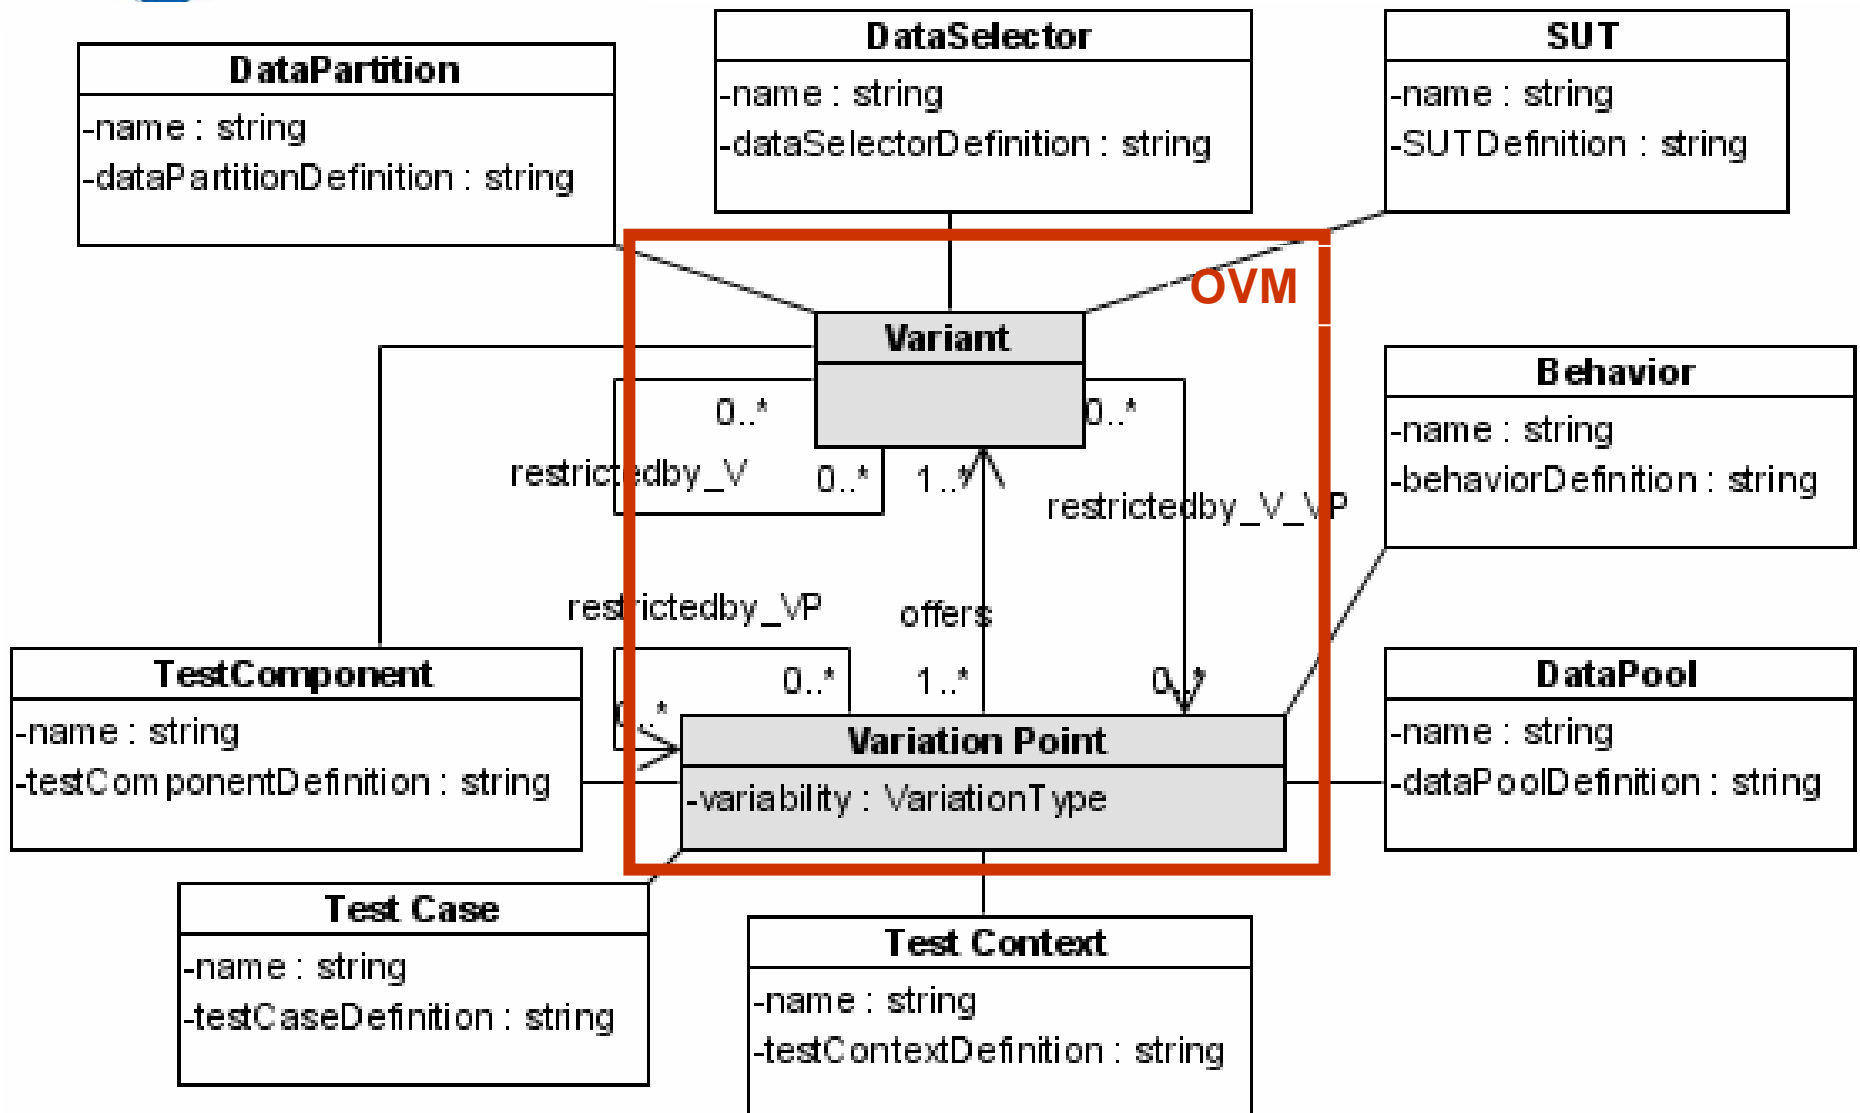 DataPartition
-name : string
-dataPartitionDefinition : string
DataSelector
-name : string
-dataSelectorDefinition : string
SUT
-name : string
-SUTDefinition : string
OVM
Variant
0..*
0..*
restrictedby_V
0..*
1..*
restrictedby_V_VP
Behavior
-name : string
-behaviorDefinition : string
restrictedby_VP
offers
0..*
1..*
0..*
0..*
TestComponent
-name : string
-testComponentDefinition : string
Variation Point
-variability : VariationType
DataPool
-name : string
-dataPoolDefinition : string
Test Case
-name : string
-testCaseDefinition : string
Test Context
-name : string
-testContextDefinition : string